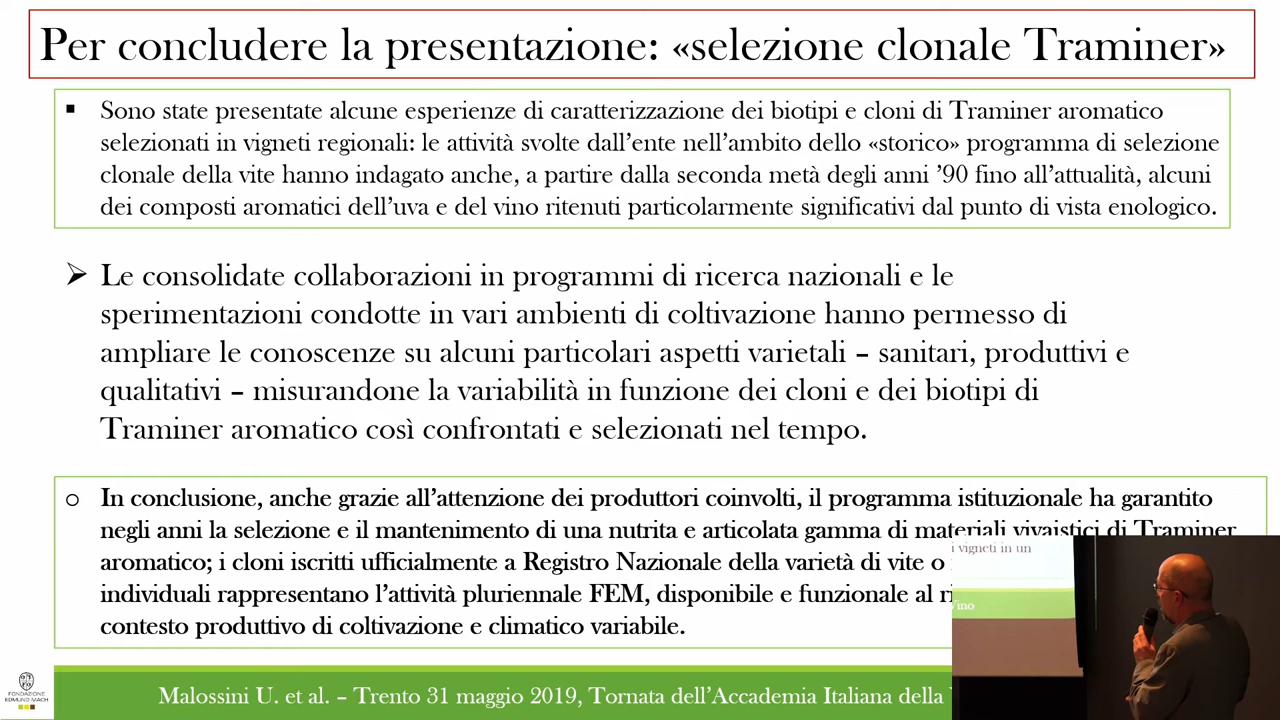 Per concludere la presentazione: «selezione clonale Traminer»
▪ Sono state presentate alcune esperienze di caratterizzazione dei biotipi e cloni di Traminer aromatico
selezionati in vigneti regionali: le attività svolte dall'ente nell'ambito dello «storico» programma di selezione
clonale della vite hanno indagato anche, a partire dalla seconda metà degli anni '90 fino all'attualità, alcuni
dei composti aromatici dell'uva e del vino ritenuti particolarmente significativi dal punto di vista enologico.
➢ Le consolidate collaborazioni in programmi di ricerca nazionali e le
sperimentazioni condotte in vari ambienti di coltivazione hanno permesso di
ampliare le conoscenze su alcuni particolari aspetti varietali – sanitari, produttivi e
qualitativi – misurandone la variabilità in funzione dei cloni e dei biotipi di
Traminer aromatico così confrontati e selezionati nel tempo.
o In conclusione, anche grazie all'attenzione dei produttori coinvolti, il programma istituzionale ha garantito
negli anni la selezione e il mantenimento di una nutrita e articolata gamma di materiali vivaistici di Traminer
aromatico; i cloni iscritti ufficialmente a Registro Nazionale della varietà di vite o
individuali rappresentano l'attività pluriennale FEM, disponibile e funzionale al
contesto produttivo di coltivazione e climatico variabile.
i vigneti in un
Vino
FONDAZIONE
EDMUND MACH
Malossini U. et al. – Trento 31 maggio 2019, Tornata dell'Accademia Italiana della